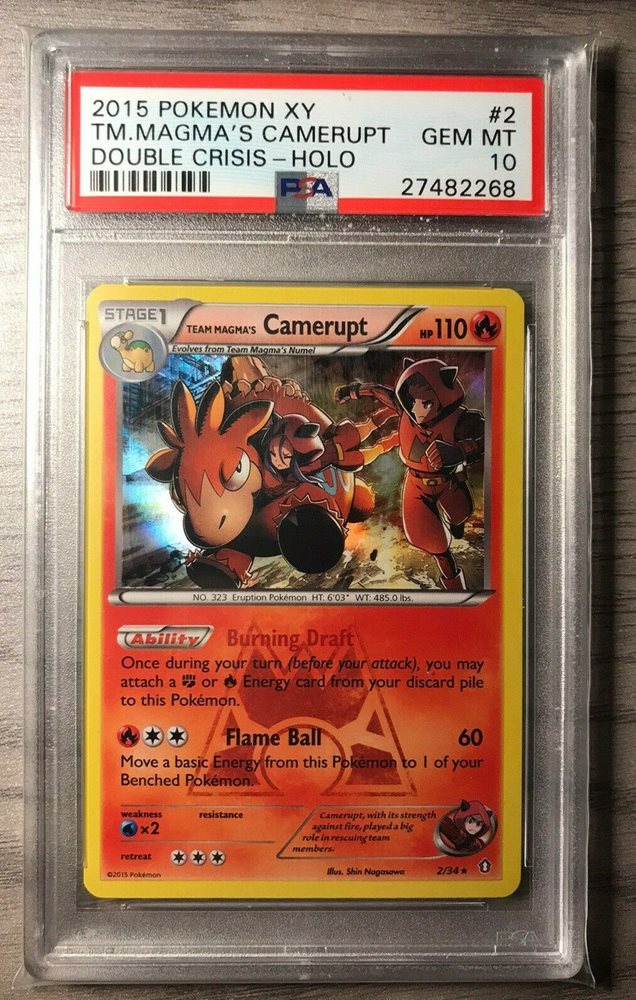 2015 POKEMON XY #2
TM.MAGMA'S CAMERUPT GEM MT
DOUBLE CRISIS-HOLO 10
PSA 27482268
STAGE1
TEAM MAGMA'S Camerupt HP110
Evolves from Team Magma's Numel
NO. 323 Eruption Pokémon HT: 6'03" WT: 485.0 lbs.
Ability Burning Draft
Once during your turn (before your attack), you may
attach a or Energy card from your discard pile
to this Pokémon.
Flame Ball 60
Move a basic Energy from this Pokémon to 1 of your
Benched Pokémon.
weakness resistance
×2
retreat
Camerupt, with its strength
against fire, played a big
role in rescuing team
members.
©2015 Pokémon Illus. Shin Nagasawa 2/34★
PSA